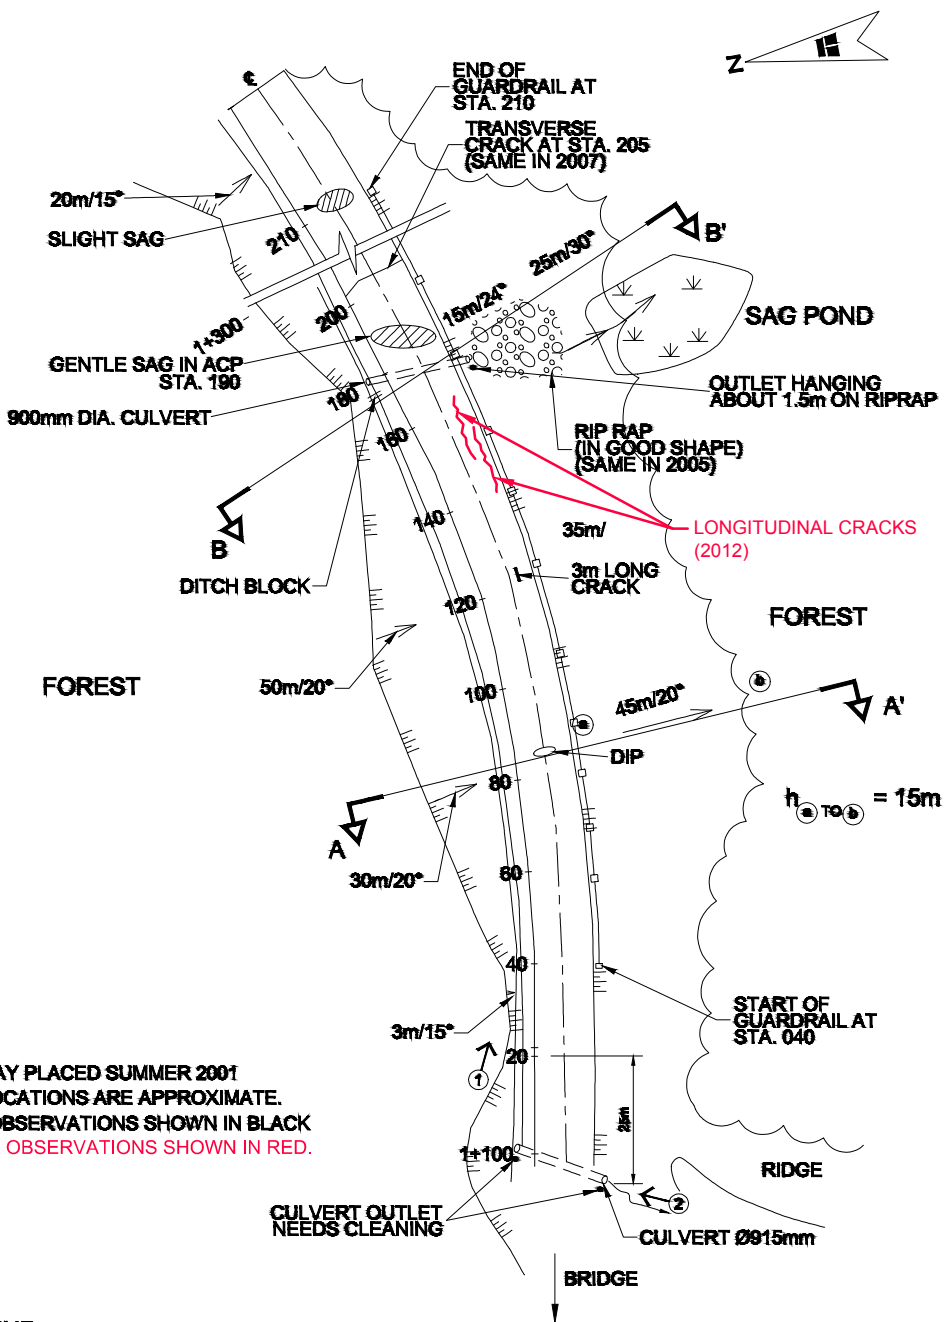 Z
℄
END OF
GUARDRAIL AT
STA. 210
TRANSVERSE
CRACK AT STA. 205
(SAME IN 2007)
20m/15°
SLIGHT SAG
210
B'
25m/30°
15m/24°
SAG POND
1+300
200
GENTLE SAG IN ACP
STA. 190
OUTLET HANGING
ABOUT 1.5m ON RIPRAP
900mm DIA. CULVERT
180
160
RIP RAP
(IN GOOD SHAPE)
(SAME IN 2005)
140
LONGITUDINAL CRACKS
(2012)
35m/
B
DITCH BLOCK
3m LONG
CRACK
120
FOREST
FOREST
50m/20°
100
45m/20°
b
A'
a
DIP
80
h a TO b = 15m
A
30m/20°
60
40
START OF
GUARDRAIL AT
STA. 040
3m/15°
20
1
AY PLACED SUMMER 2001
OCATIONS ARE APPROXIMATE.
OBSERVATIONS SHOWN IN BLACK
OBSERVATIONS SHOWN IN RED.
25m
1+100
RIDGE
CULVERT OUTLET
NEEDS CLEANING
2
CULVERT Ø915mm
BRIDGE